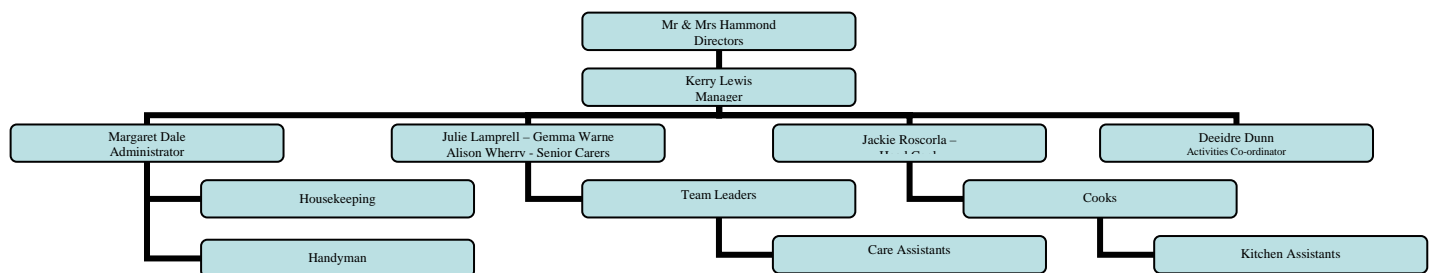 Mr & Mrs Hammond
Directors
Kerry Lewis
Manager
Margaret Dale
Administrator
Julie Lamprell – Gemma Warne
Alison Wherry - Senior Carers
Jackie Roscorla –
Deeidre Dunn
Activities Co-ordinator
Housekeeping
Team Leaders
Cooks
Handyman
Care Assistants
Kitchen Assistants